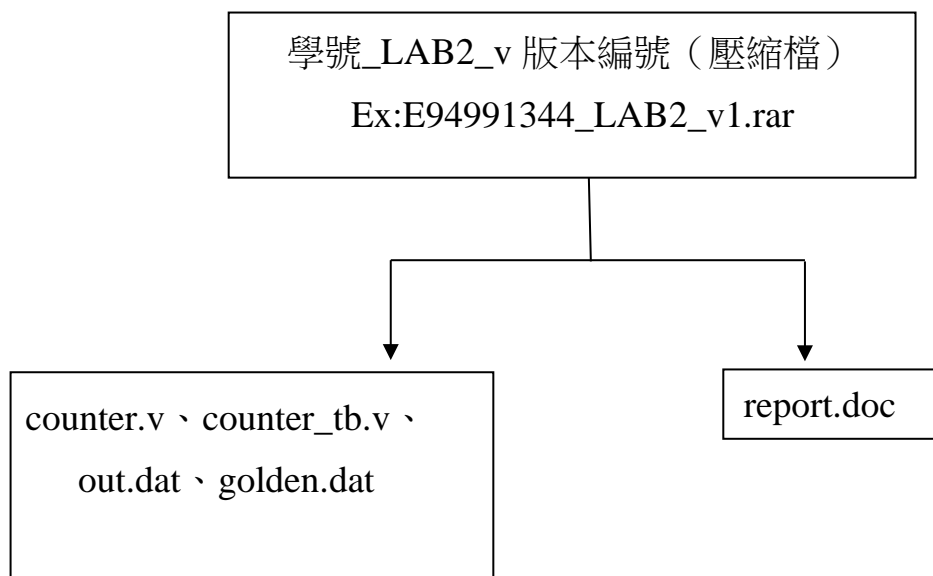 學號_LAB2_v 版本編號（壓縮檔）
Ex:E94991344_LAB2_v1.rar
counter.v、counter_tb.v、
out.dat、golden.dat
report.doc